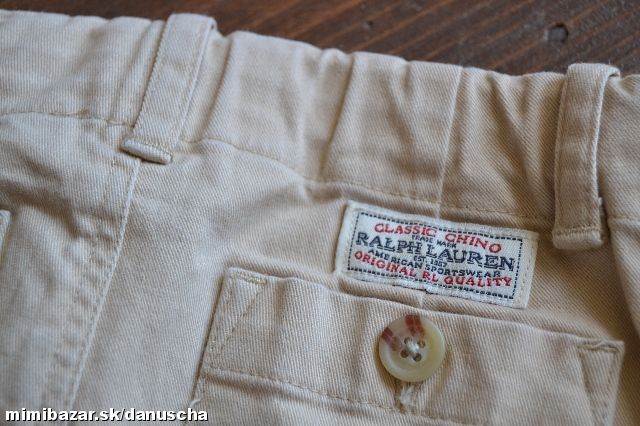 CLASSIC CHINO
TRADE MARK
RALPH LAUREN
EST. 1967
AMERICAN SPORTSWEAR
ORIGINAL RL QUALITY
mimibazar.sk/danuscha